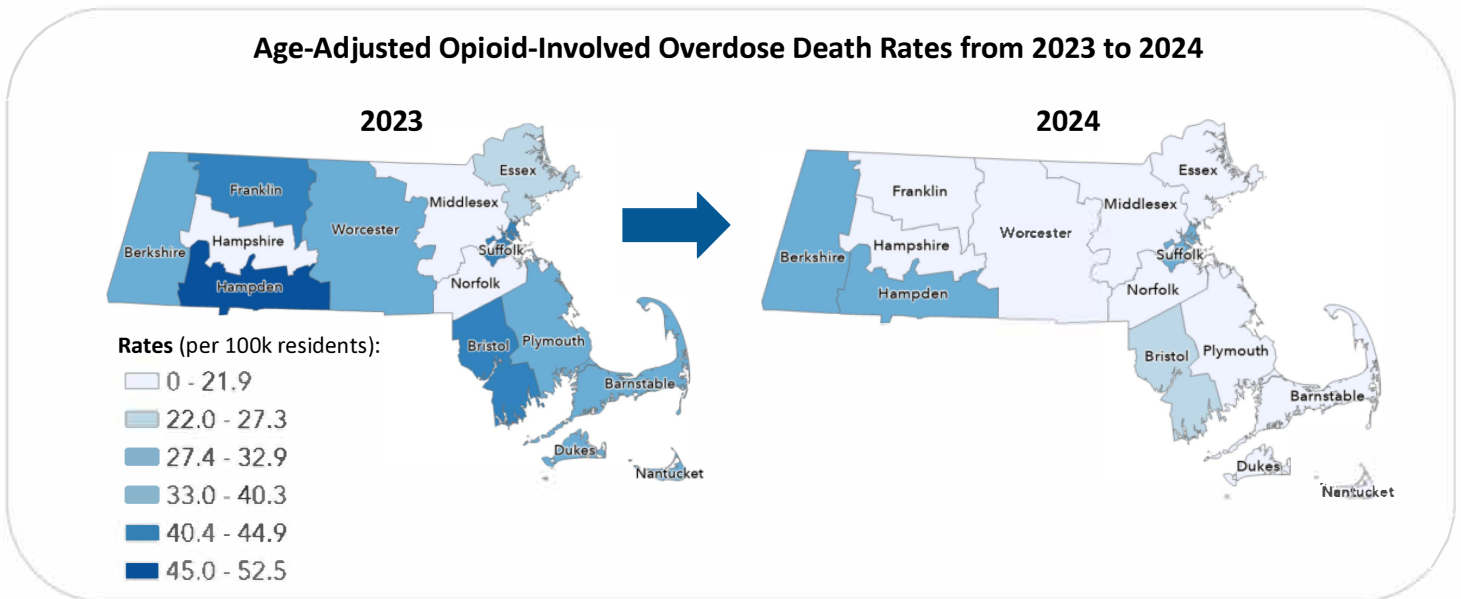 Age-Adjusted Opioid-Involved Overdose Death Rates from 2023 to 2024
2023
Essex
Franklin
Middlesex
Worcester
Hampshire
Berkshire
Suffolk
Norfolk
Hampden
Bristol
Plymouth
Barnstable
Dukes
Nantucket
Rates (per 100k residents):
0 - 21.9
22.0 - 27.3
27.4 - 32.9
33.0 - 40.3
40.4 - 44.9
45.0 - 52.5
2024
Essex
Franklin
Middlesex
Worcester
Hampshire
Berkshire
Suffolk
Norfolk
Hampden
Bristol
Plymouth
Barnstable
Dukes
Nantucket